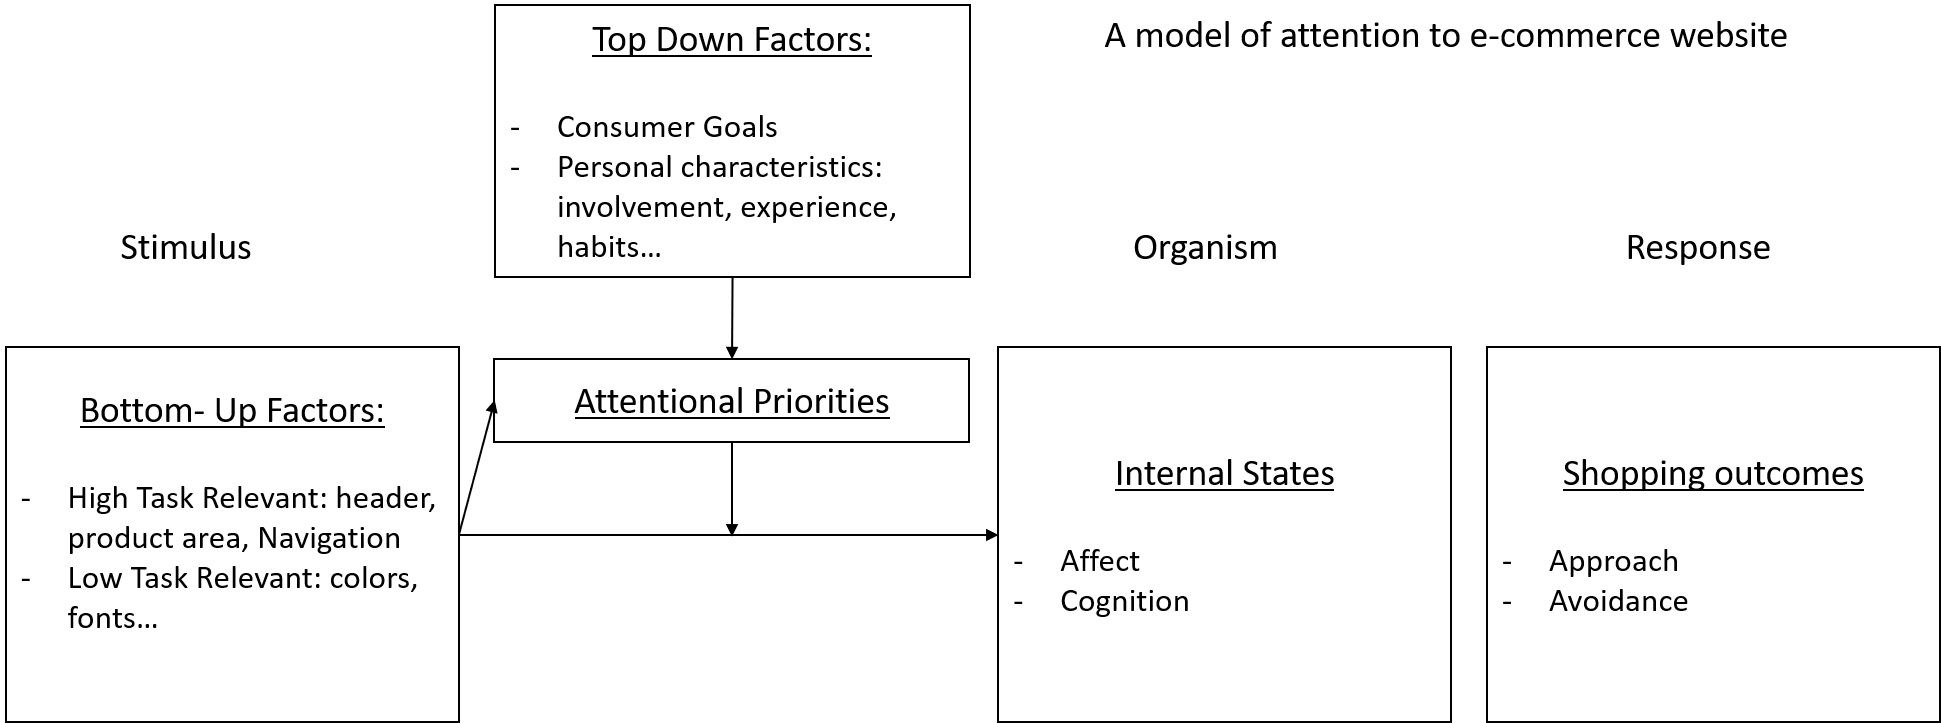 A model of attention to e-commerce website
Top Down Factors:
- Consumer Goals
- Personal characteristics:
involvement, experience,
habits...
Stimulus
Organism
Response
Bottom- Up Factors:
- High Task Relevant: header,
product area, Navigation
- Low Task Relevant: colors,
fonts...
Attentional Priorities
Internal States
- Affect
- Cognition
Shopping outcomes
- Approach
- Avoidance